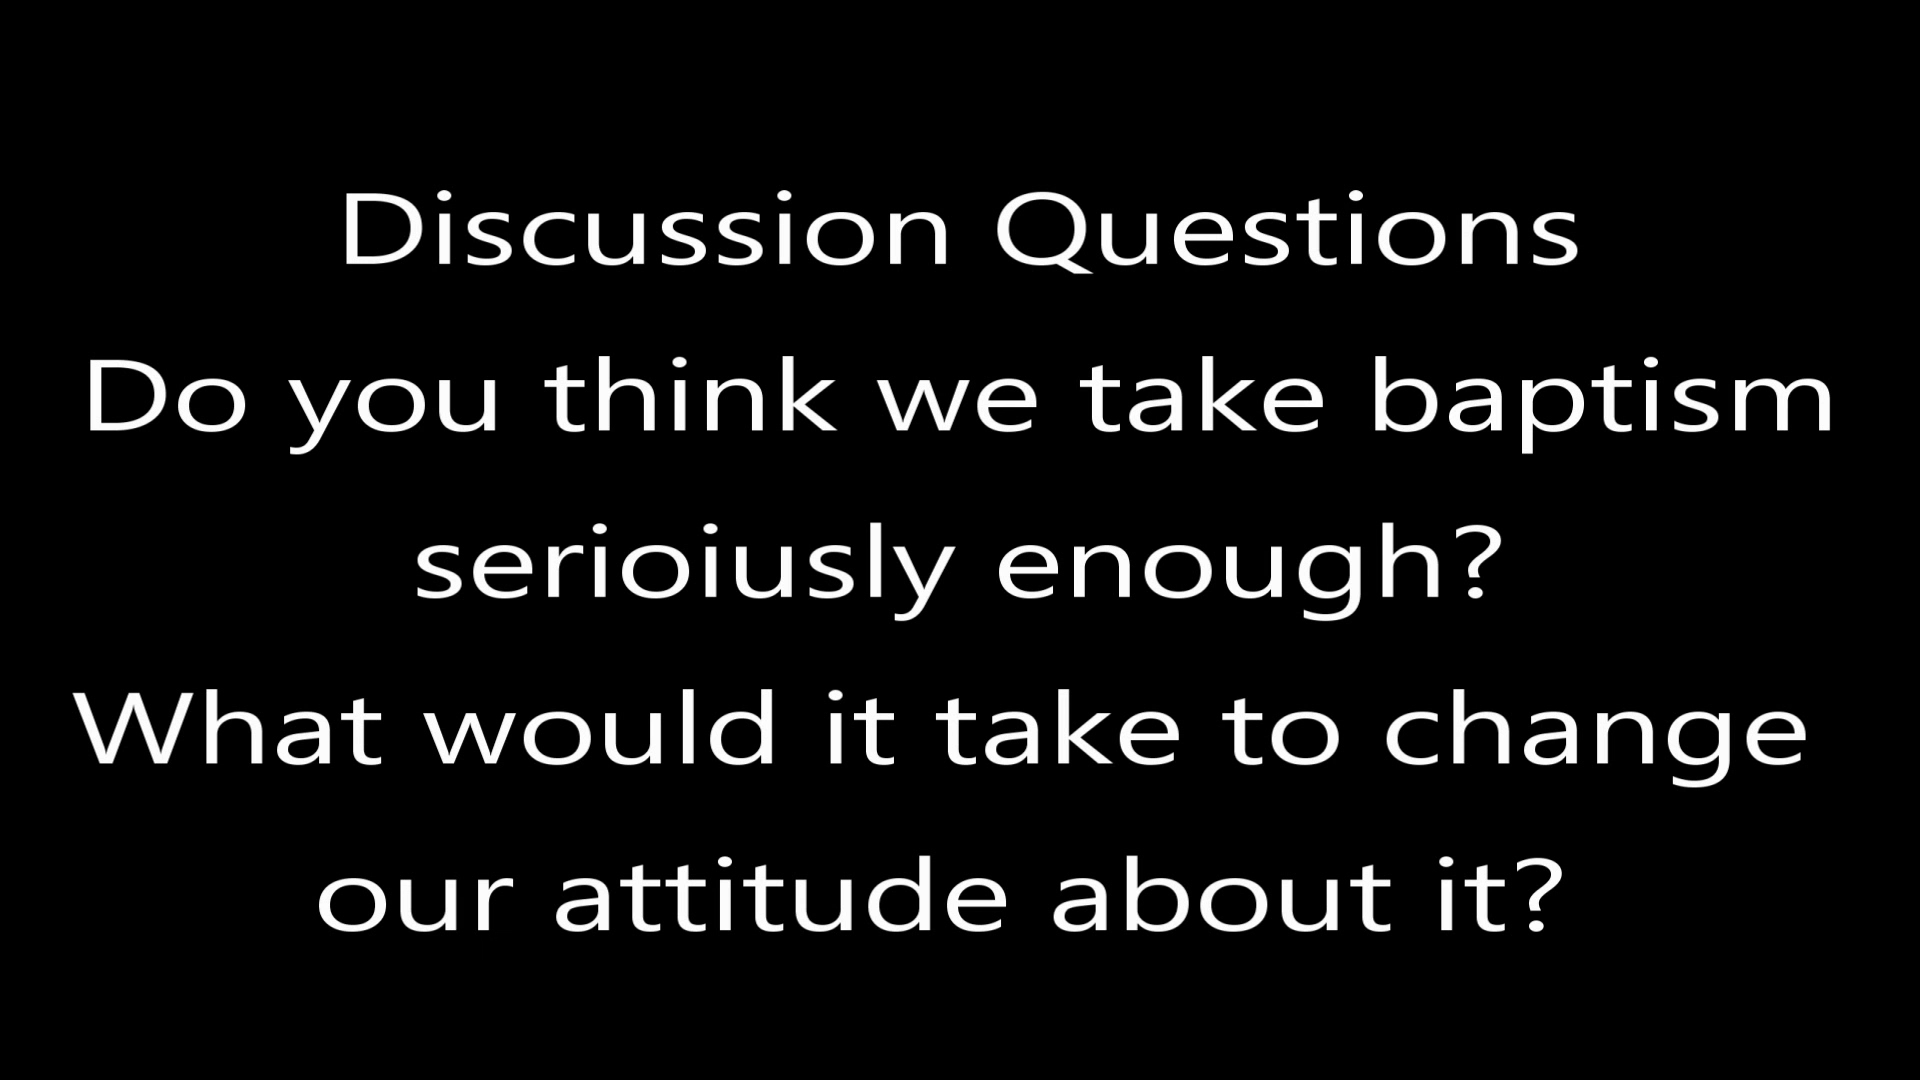 Discussion Questions
Do you think we take baptism
serioiusly enough?
What would it take to change
our attitude about it?